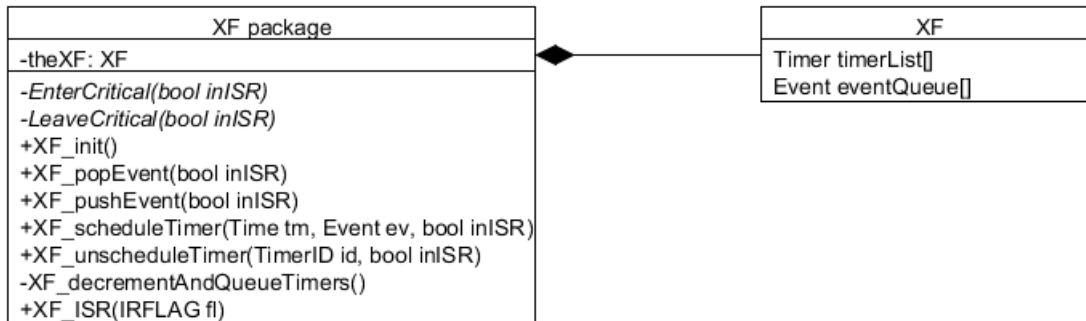 XF package
-theXF: XF
-EnterCritical(bool inISR)
-LeaveCritical(bool inISR)
+XF_init()
+XF_popEvent(bool inISR)
+XF_pushEvent(bool inISR)
+XF_scheduleTimer(Time tm, Event ev, bool inISR)
+XF_unscheduleTimer(TimerID id, bool inISR)
-XF_decrementAndQueueTimers()
+XF_ISR(IRFLAG fl)
XF
Timer timerList[]
Event eventQueue[]